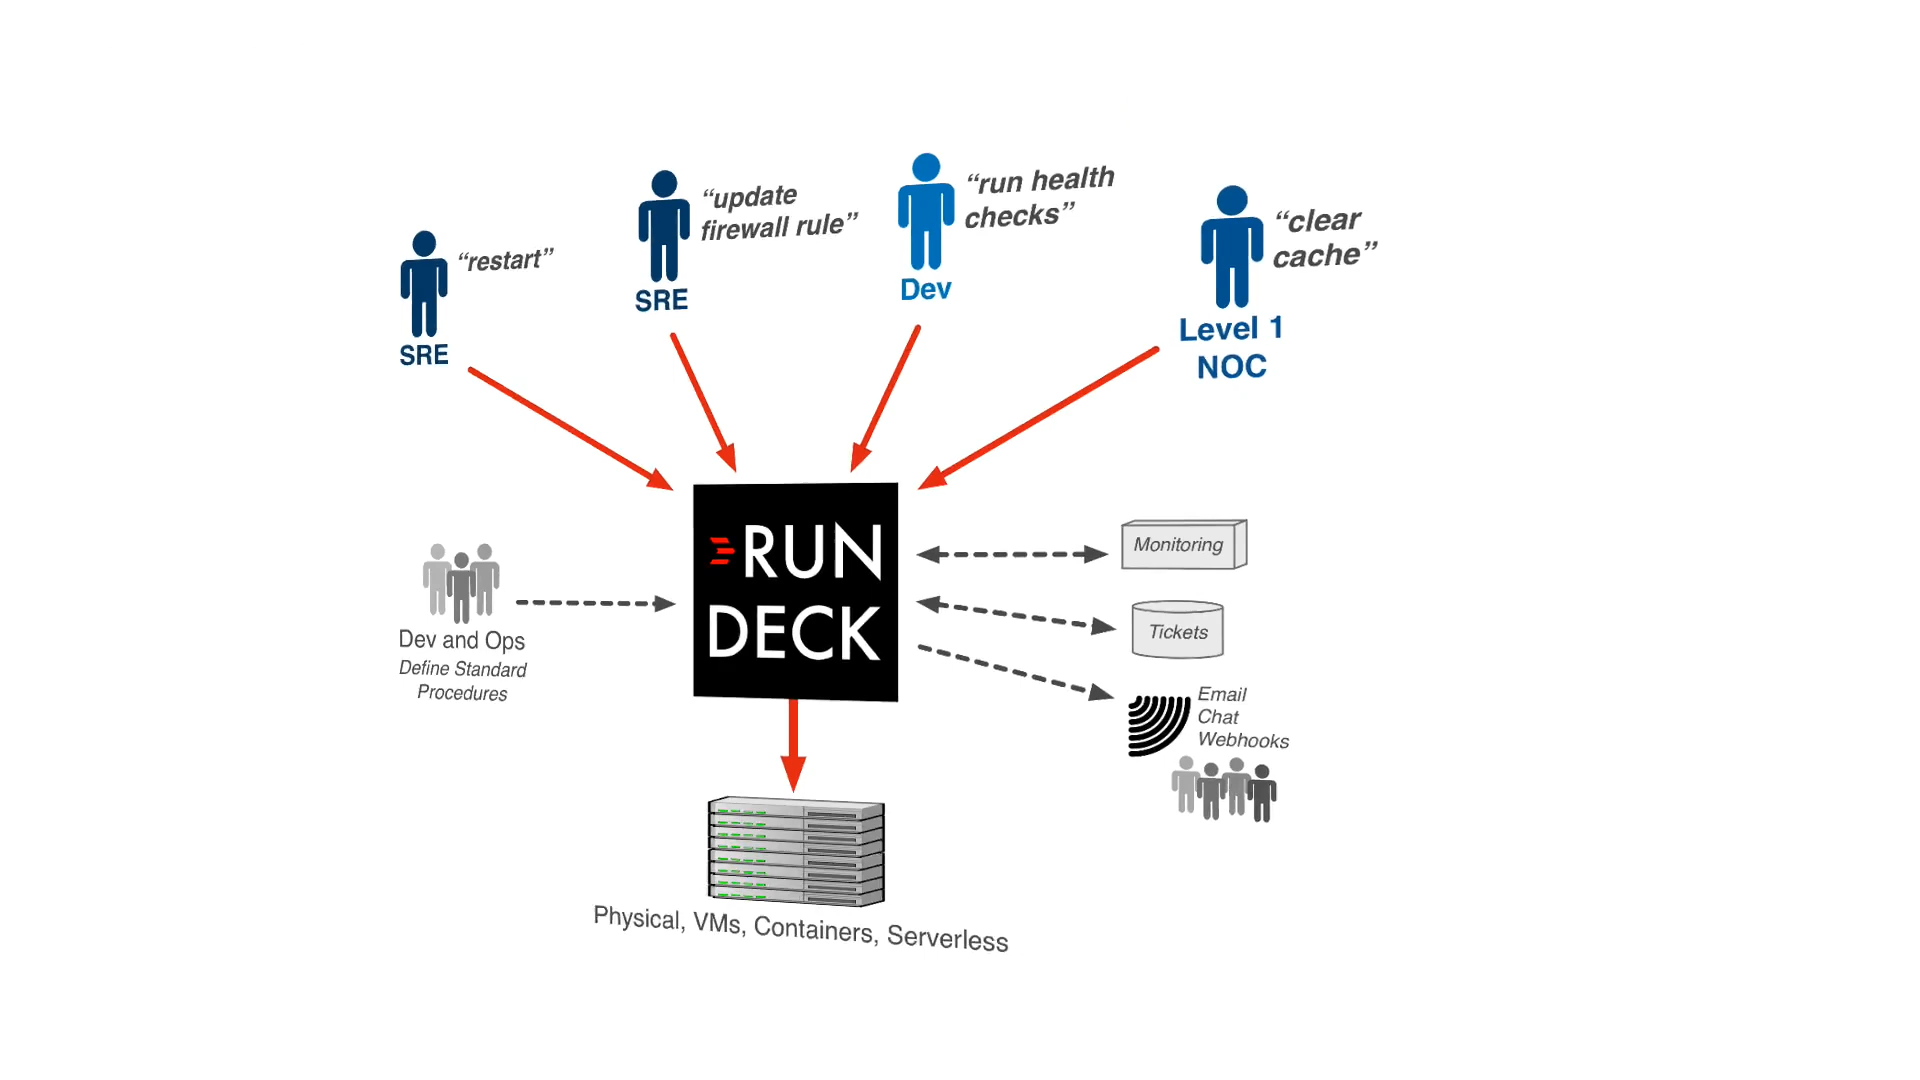 “restart”
SRE
“update
firewall rule”
SRE
“run health
checks”
Dev
“clear
cache”
Level 1
NOC
RUN
DECK
Dev and Ops
Define Standard
Procedures
Monitoring
Tickets
Email
Chat
Webhooks
Physical, VMs, Containers, Serverless